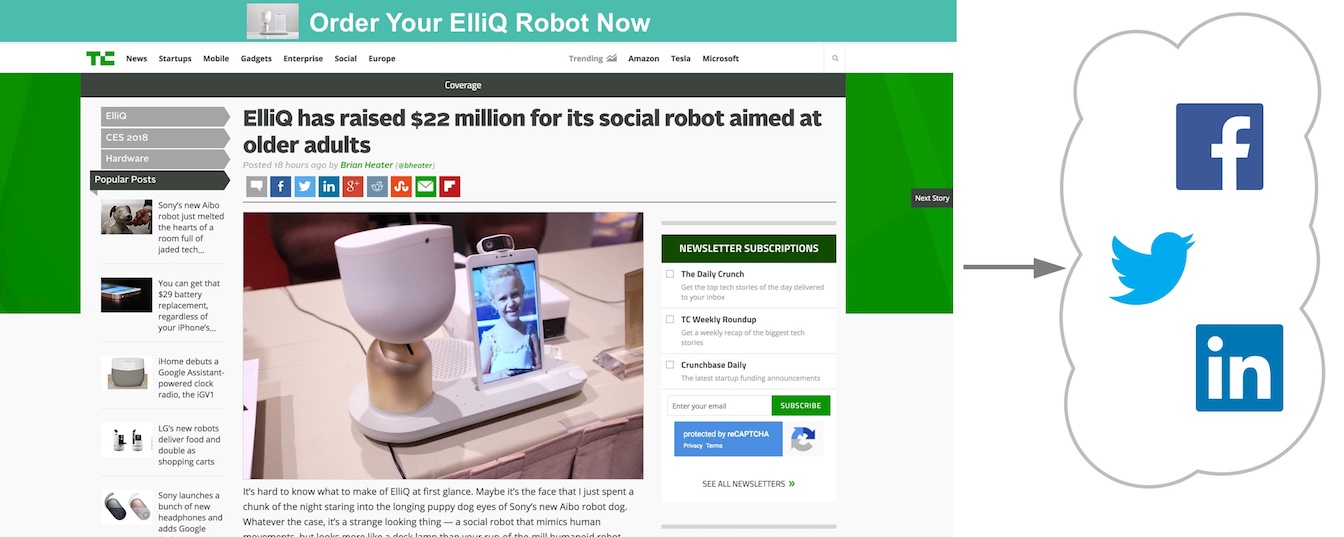 Order Your ElliQ Robot Now
TC
News Startups Mobile Gadgets Enterprise Social Europe
Trending Amazon Tesla Microsoft
Coverage
ElliQ
CES 2018
Hardware
Popular Posts
Sony's new Aibo
robot just melted
the hearts of a
room full of
jaded tech...
You can get that
$29 battery
replacement,
regardless of
your iPhone's...
iHome debuts a
Google Assistant-
powered clock
radio, the iGV1
LG's new robots
deliver food and
double as
shopping carts
Sony launches a
bunch of new
headphones and
adds Google
ElliQ has raised $22 million for its social robot aimed at
older adults
Posted 18 hours ago by Brian Heater (@bheater)
f
in
g+
It's hard to know what to make of ElliQ at first glance. Maybe it's the face that I just spent a
chunk of the night staring into the longing puppy dog eyes of Sony's new Aibo robot dog.
Whatever the case, it's a strange looking thing — a social robot that mimics human
movements, but looks more like a desk lamp than your run-of-the-mill humanoid robot.
NEWSLETTER SUBSCRIPTIONS
The Daily Crunch
Get the top tech stories of the day delivered
to your inbox
TC Weekly Roundup
Get a weekly recap of the biggest tech
stories
Crunchbase Daily
The latest startup funding announcements
Enter your email
SUBSCRIBE
protected by reCAPTCHA
Privacy Terms
SEE ALL NEWSLETTERS »
Next Story
f
in